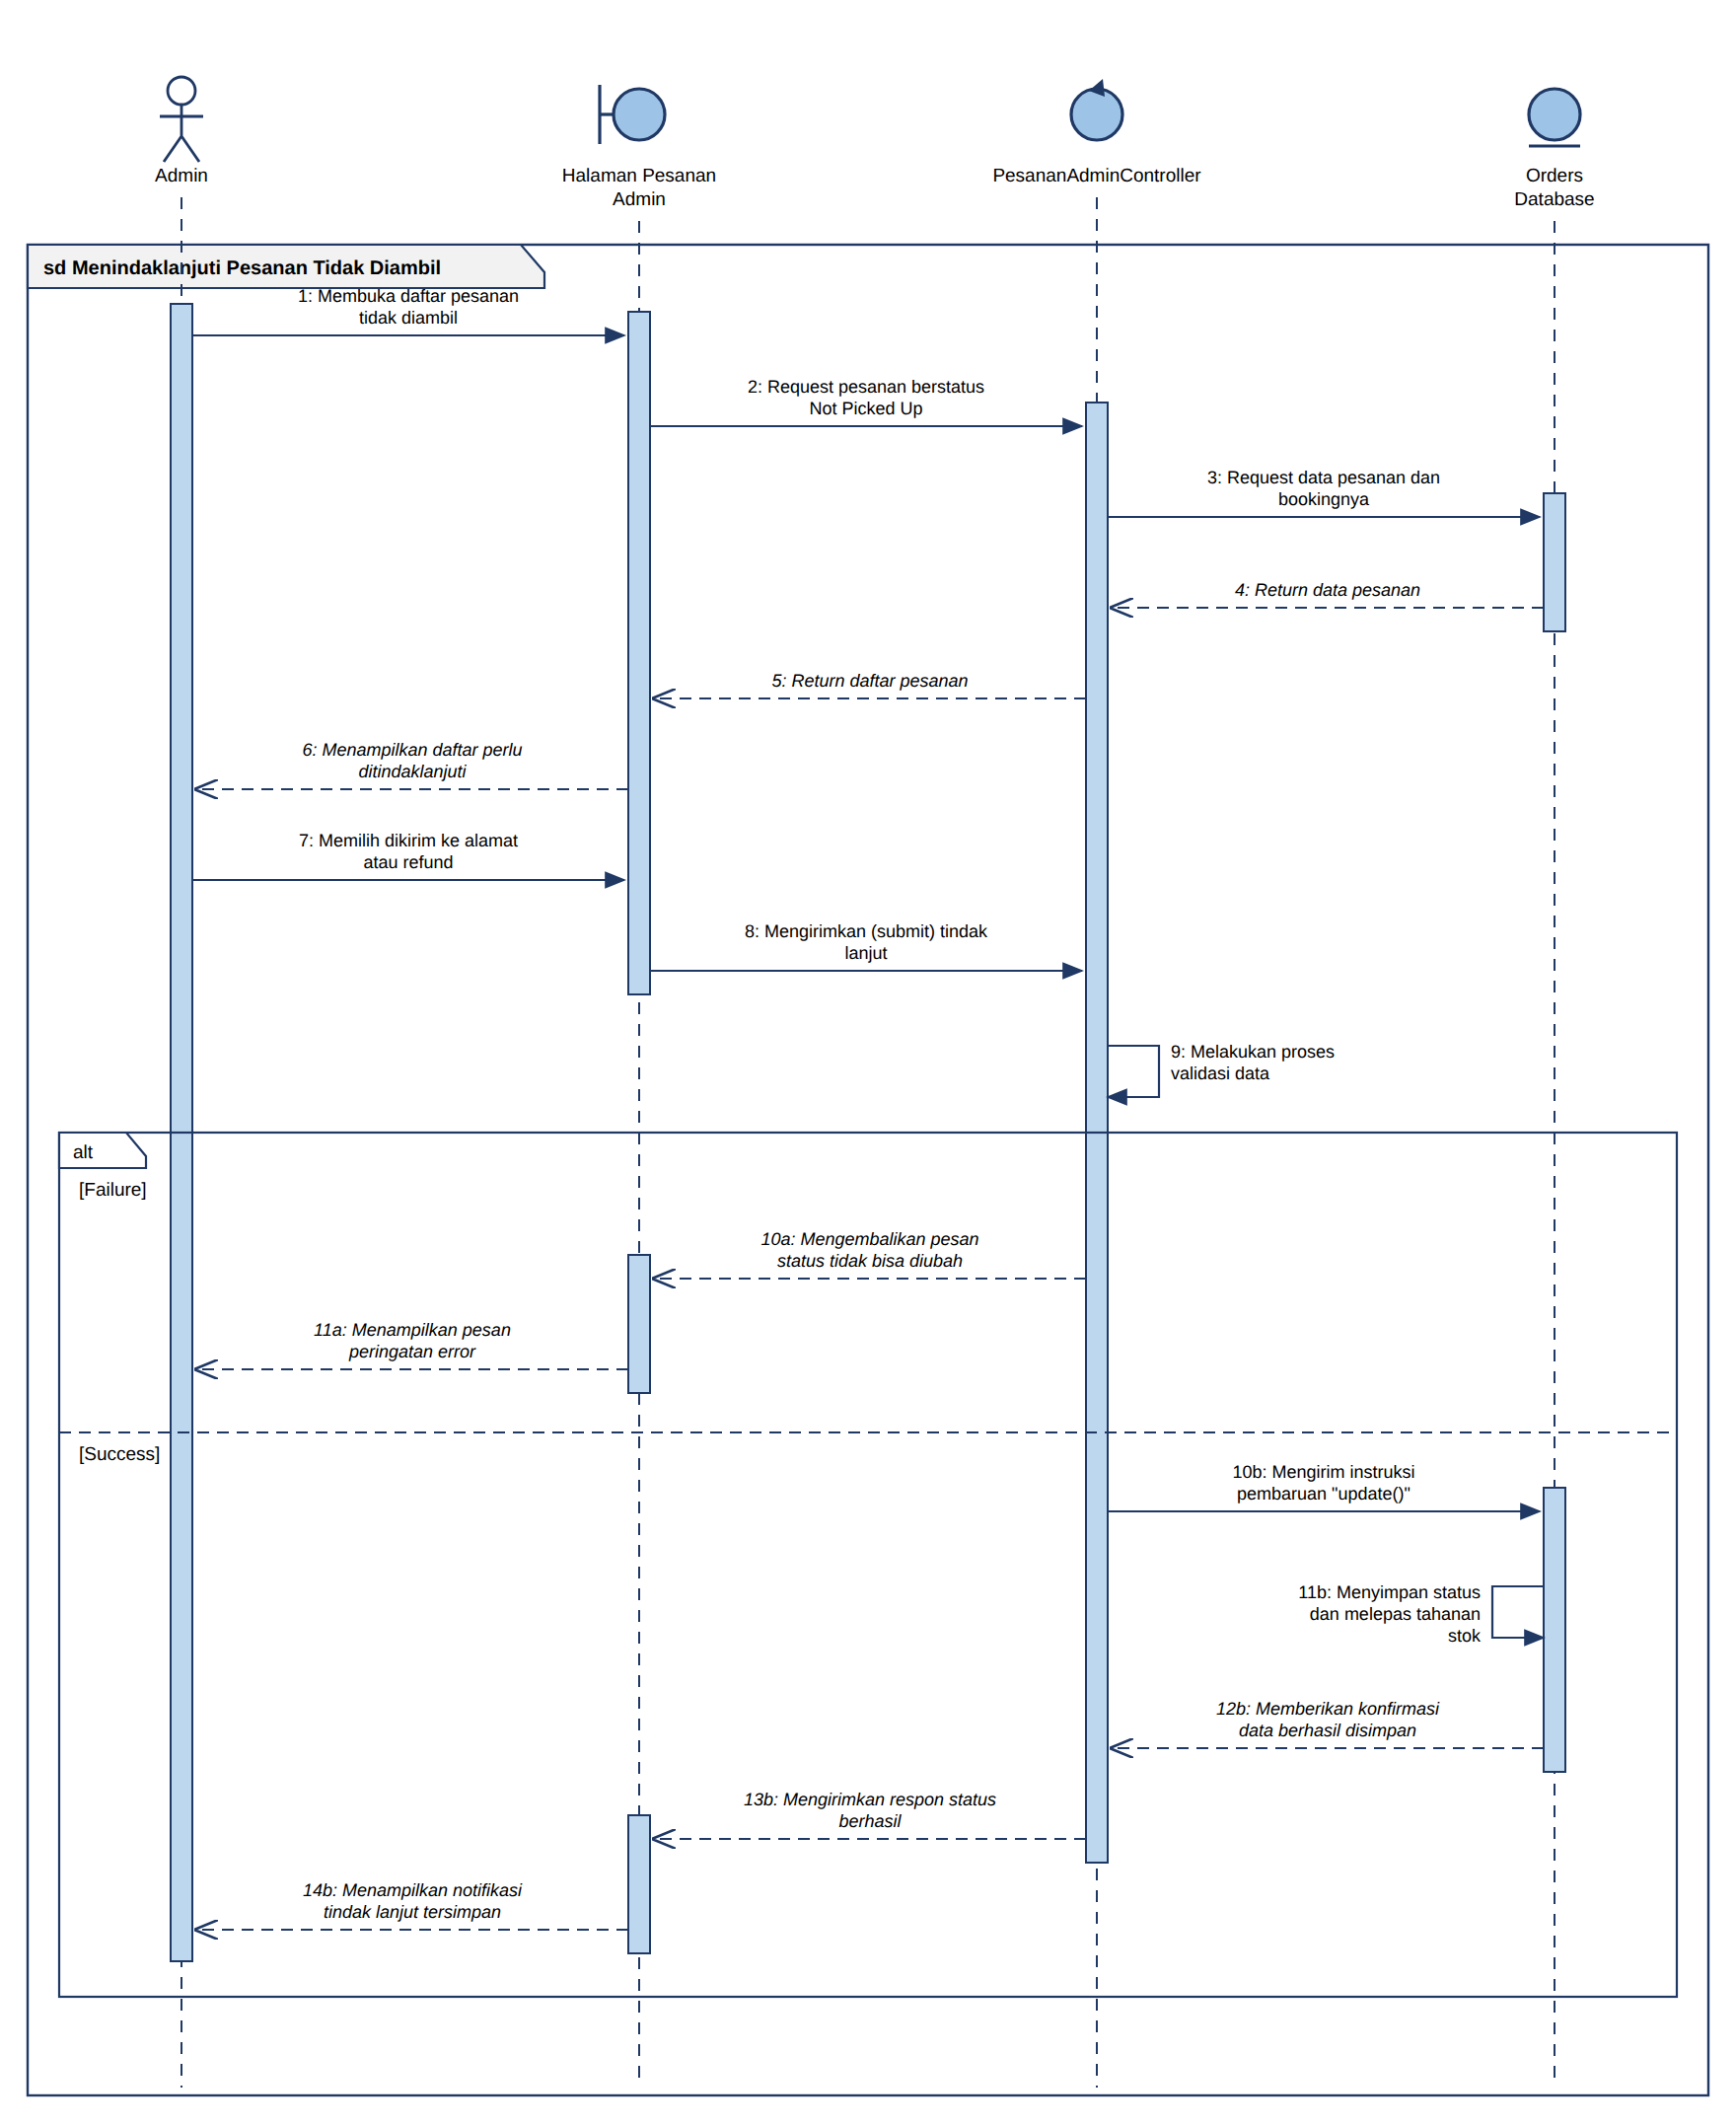 Admin
Halaman Pesanan
Admin
PesananAdminController
Orders
Database
sd Menindaklanjuti Pesanan Tidak Diambil
1: Membuka daftar pesanan
tidak diambil
2: Request pesanan berstatus
Not Picked Up
3: Request data pesanan dan
bookingnya
4: Return data pesanan
5: Return daftar pesanan
6: Menampilkan daftar perlu
ditindaklanjuti
7: Memilih dikirim ke alamat
atau refund
8: Mengirimkan (submit) tindak
lanjut
9: Melakukan proses
validasi data
alt
[Failure]
10a: Mengembalikan pesan
status tidak bisa diubah
11a: Menampilkan pesan
peringatan error
[Success]
10b: Mengirim instruksi
pembaruan "update()"
11b: Menyimpan status
dan melepas tahanan
stok
12b: Memberikan konfirmasi
data berhasil disimpan
13b: Mengirimkan respon status
berhasil
14b: Menampilkan notifikasi
tindak lanjut tersimpan